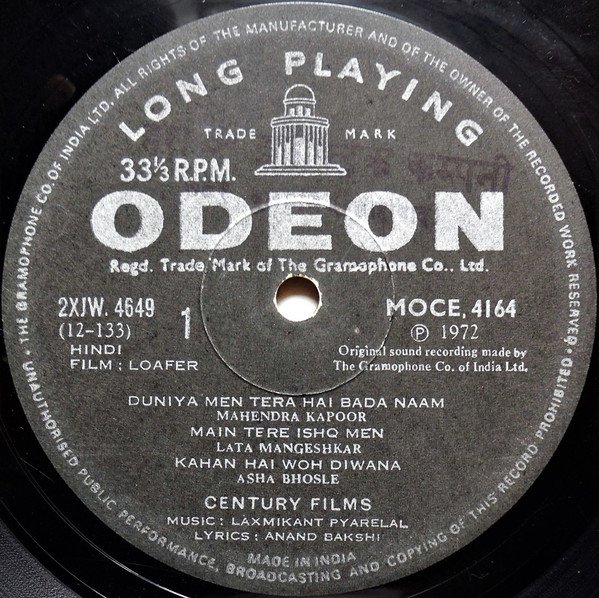 UNAUTHORISED PUBLIC PERFORMANCE, BROADCASTING AND COPYING OF THIS RECORD PROHIBITED · THE GRAMOPHONE CO. OF INDIA LTD. ALL RIGHTS OF THE MANUFACTURER AND OF THE OWNER OF THE RECORDED WORK RESERVED
LONG PLAYING
TRADE MARK
33⅓ R.P.M.
ODEON
Regd. Trade Mark of The Gramophone Co., Ltd.
2XJW. 4649
(12-133)
1
MOCE. 4164
℗ 1972
HINDI
FILM : LOAFER
Original sound recording made by
The Gramophone Co. of India Ltd.
DUNIYA MEN TERA HAI BADA NAAM
MAHENDRA KAPOOR
MAIN TERE ISHQ MEN
LATA MANGESHKAR
KAHAN HAI WOH DIWANA
ASHA BHOSLE
CENTURY FILMS
MUSIC : LAXMIKANT PYARELAL
LYRICS : ANAND BAKSHI
MADE IN INDIA